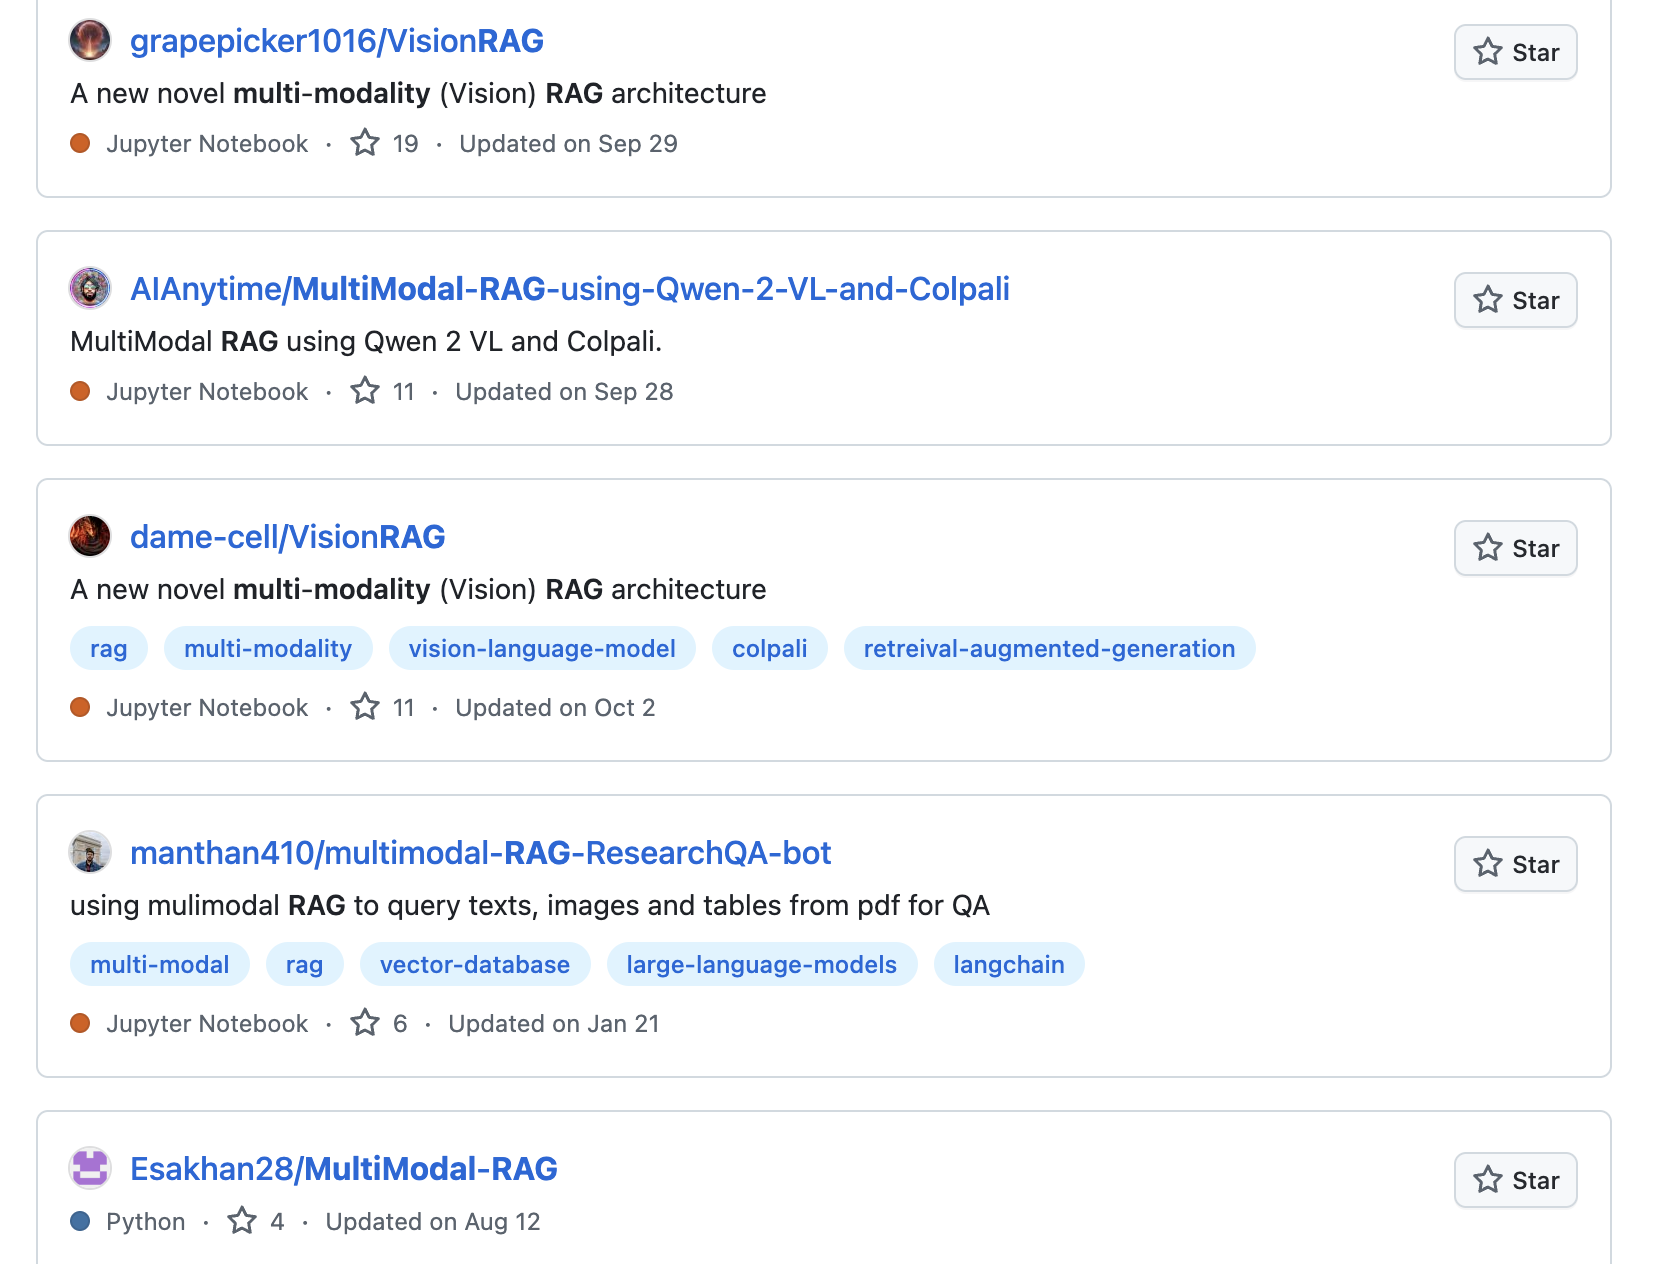 grapepicker1016/VisionRAG
Star
A new novel multi-modality (Vision) RAG architecture
Jupyter Notebook · 19 · Updated on Sep 29
AIAnytime/MultiModal-RAG-using-Qwen-2-VL-and-Colpali
Star
MultiModal RAG using Qwen 2 VL and Colpali.
Jupyter Notebook · 11 · Updated on Sep 28
dame-cell/VisionRAG
Star
A new novel multi-modality (Vision) RAG architecture
rag multi-modality vision-language-model colpali retreival-augmented-generation
Jupyter Notebook · 11 · Updated on Oct 2
manthan410/multimodal-RAG-ResearchQA-bot
Star
using mulimodal RAG to query texts, images and tables from pdf for QA
multi-modal rag vector-database large-language-models langchain
Jupyter Notebook · 6 · Updated on Jan 21
Esakhan28/MultiModal-RAG
Star
Python · 4 · Updated on Aug 12